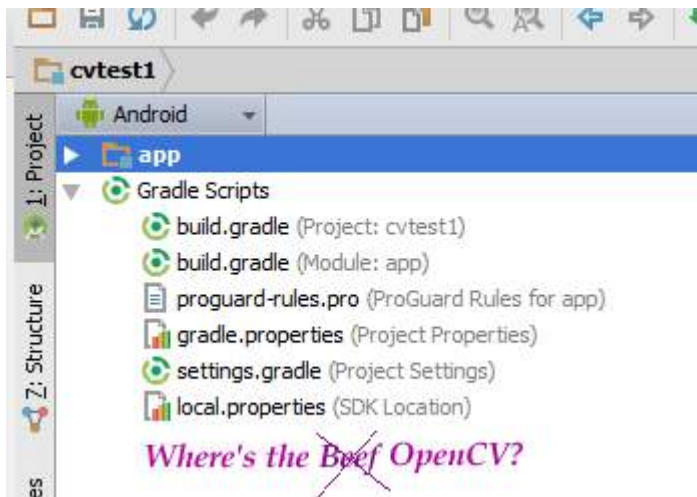 cvtest1
Android
1: Project
app
Gradle Scripts
build.gradle (Project: cvtest1)
build.gradle (Module: app)
proguard-rules.pro (ProGuard Rules for app)
gradle.properties (Project Properties)
settings.gradle (Project Settings)
local.properties (SDK Location)
7: Structure
Where's the Beef OpenCV?